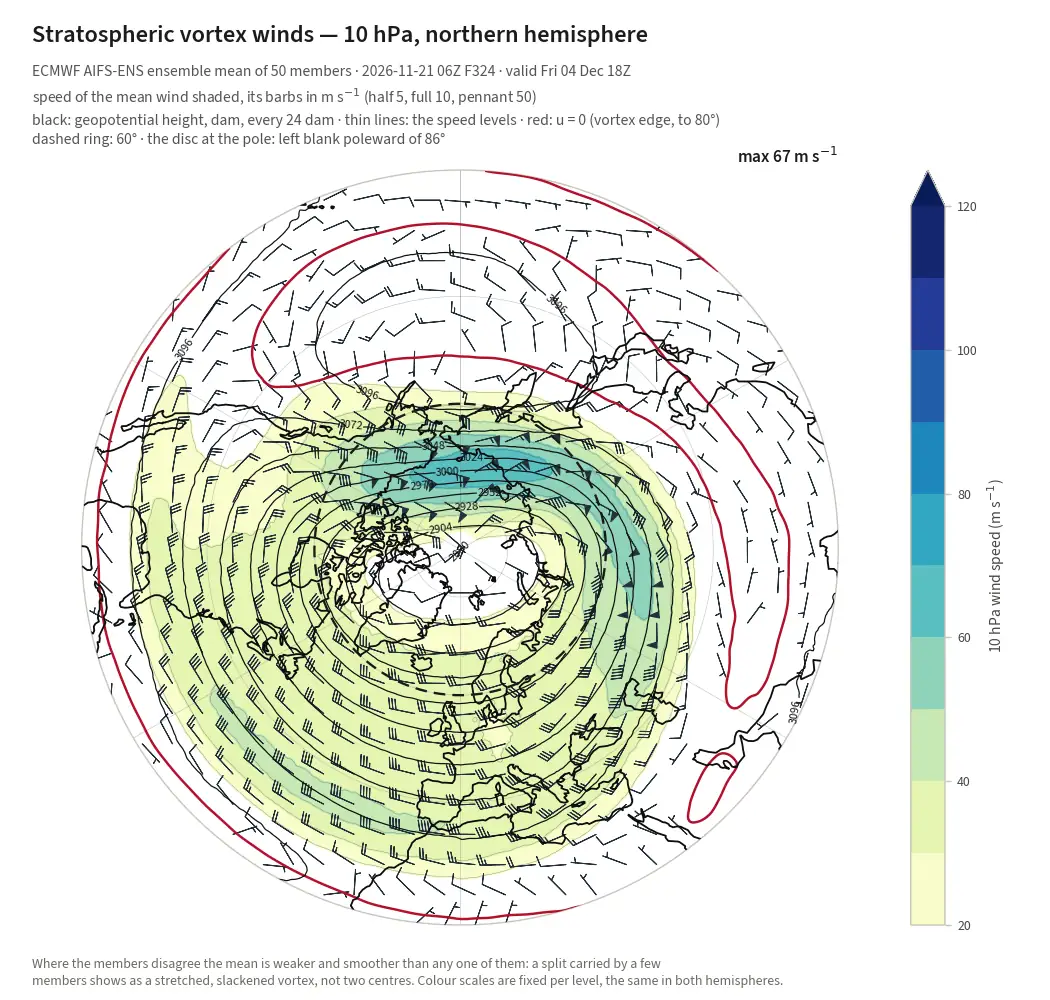 Stratospheric vortex winds — 10 hPa, northern hemisphere
ECMWF AIFS-ENS ensemble mean of 50 members · 2026-11-21 06Z F324 · valid Fri 04 Dec 18Z
speed of the mean wind shaded, its barbs in m s⁻¹ (half 5, full 10, pennant 50)
black: geopotential height, dam, every 24 dam · thin lines: the speed levels · red: u = 0 (vortex edge, to 80°)
dashed ring: 60° · the disc at the pole: left blank poleward of 86°
max 67 m s⁻¹
120
100
80
60
40
20
10 hPa wind speed (m s⁻¹)
3096
3096
3096
3072
3048
3024
3000
2928
2904
3096
Where the members disagree the mean is weaker and smoother than any one of them: a split carried by a few
members shows as a stretched, slackened vortex, not two centres. Colour scales are fixed per level, the same in both hemispheres.